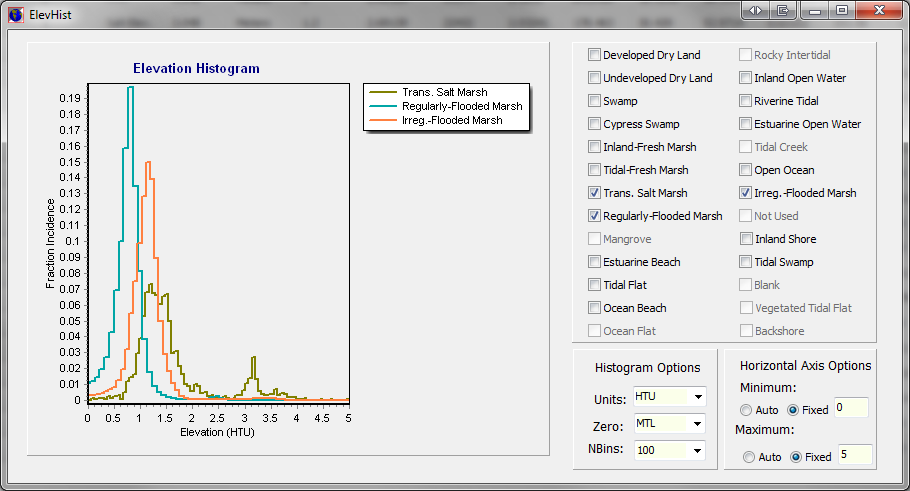 ElevHist
Elevation Histogram
Trans. Salt Marsh
Regularly-Flooded Marsh
Irreg.-Flooded Marsh
Fraction Incidence
0.19
0.18
0.17
0.16
0.15
0.14
0.13
0.12
0.11
0.1
0.09
0.08
0.07
0.06
0.05
0.04
0.03
0.02
0.01
0
0 0.5 1 1.5 2 2.5 3 3.5 4 4.5 5
Elevation (HTU)
Developed Dry Land
Undeveloped Dry Land
Swamp
Cypress Swamp
Inland-Fresh Marsh
Tidal-Fresh Marsh
Trans. Salt Marsh
Regularly-Flooded Marsh
Mangrove
Estuarine Beach
Tidal Flat
Ocean Beach
Ocean Flat
Rocky Intertidal
Inland Open Water
Riverine Tidal
Estuarine Open Water
Tidal Creek
Open Ocean
Irreg.-Flooded Marsh
Not Used
Inland Shore
Tidal Swamp
Blank
Vegetated Tidal Flat
Backshore
Histogram Options
Units: HTU
Zero: MTL
NBins: 100
Horizontal Axis Options
Minimum:
Auto Fixed 0
Maximum:
Auto Fixed 5